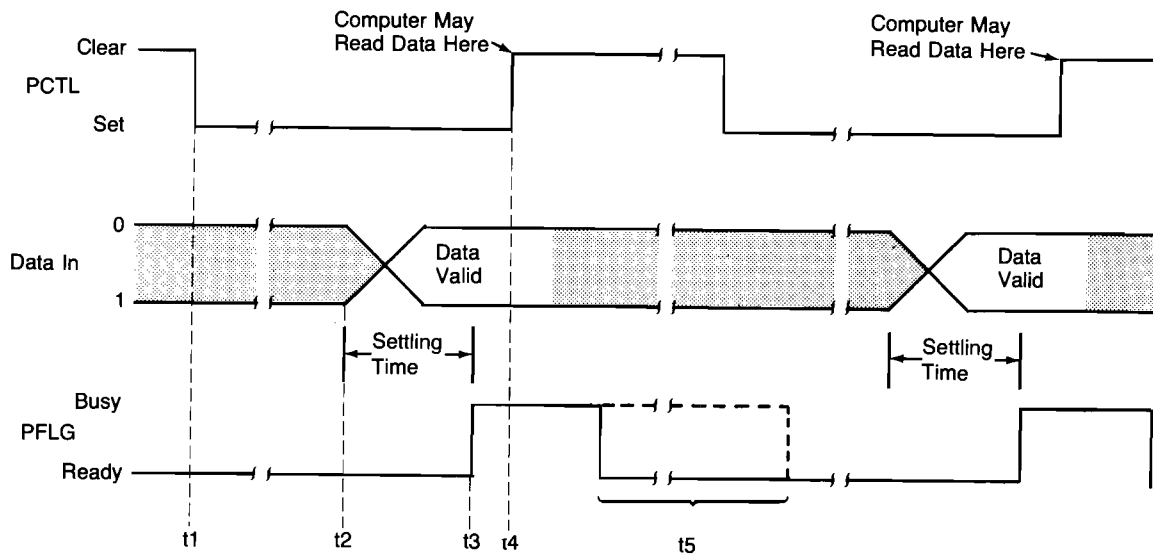 Computer May
Read Data Here
Computer May
Read Data Here
Clear
PCTL
Set
0
Data In
1
Data
Valid
Data
Valid
Settling
Time
Settling
Time
Busy
PFLG
Ready
t1
t2
t3
t4
t5